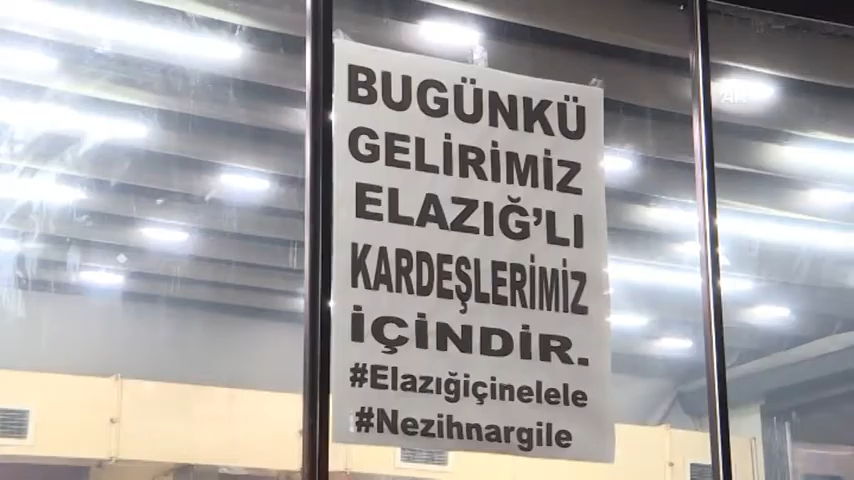 BUGÜNKÜ
GELİRİMİZ
ELAZIĞ'LI
KARDEŞLERİMİZ
İÇİNDİR.
#Elazığiçinelele
#Nezihnargile